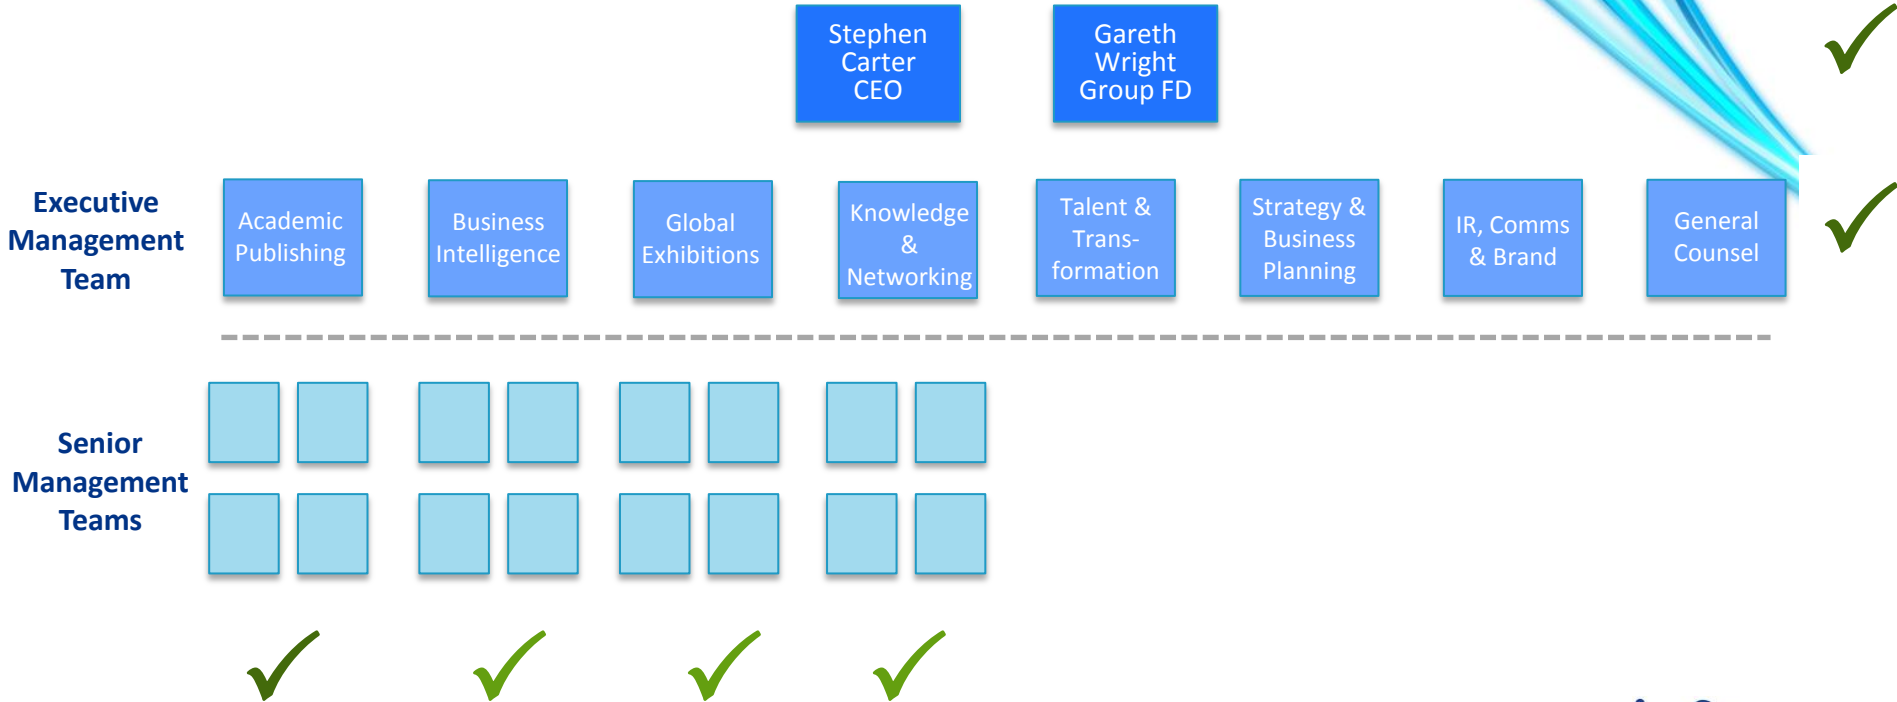 Stephen
Carter
CEO
Gareth
Wright
Group FD
Executive
Management
Team
Academic
Publishing
Business
Intelligence
Global
Exhibitions
Knowledge
&
Networking
Talent &
Trans-
formation
Strategy &
Business
Planning
IR, Comms
& Brand
General
Counsel
Senior
Management
Teams